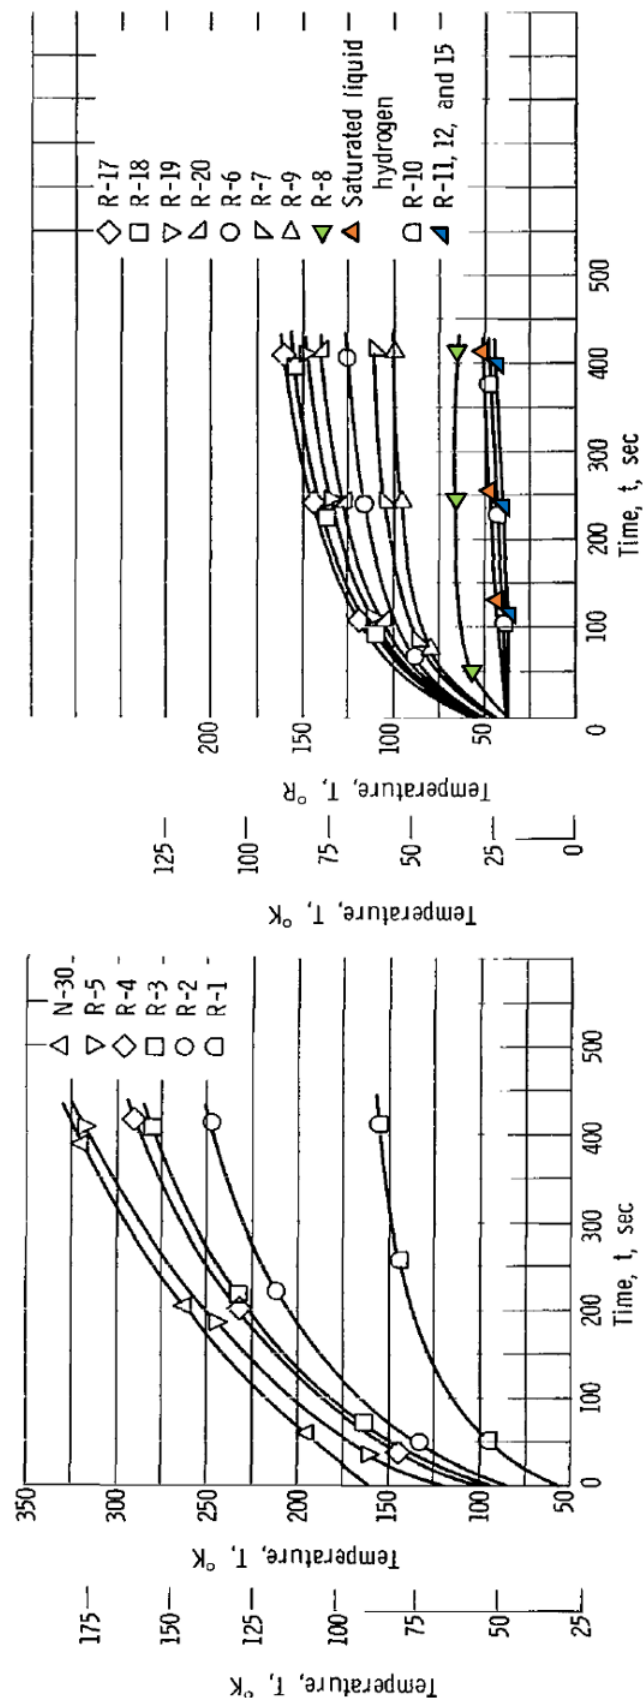 Temperature, T, °K
175
150
125
100
75
50
25
Temperature, T, °K
350
300
250
200
150
100
50
N-30
R-5
R-4
R-3
R-2
R-1
0 100 200 300 400 500
Time, t, sec
Temperature, T, °K
125
100
75
50
25
0
Temperature, T, °R
200
150
100
50
0
R-17
R-18
R-19
R-20
R-6
R-7
R-9
R-8
Saturated liquid
hydrogen
R-10
R-11, 12, and 15
0 100 200 300 400 500
Time, t, sec